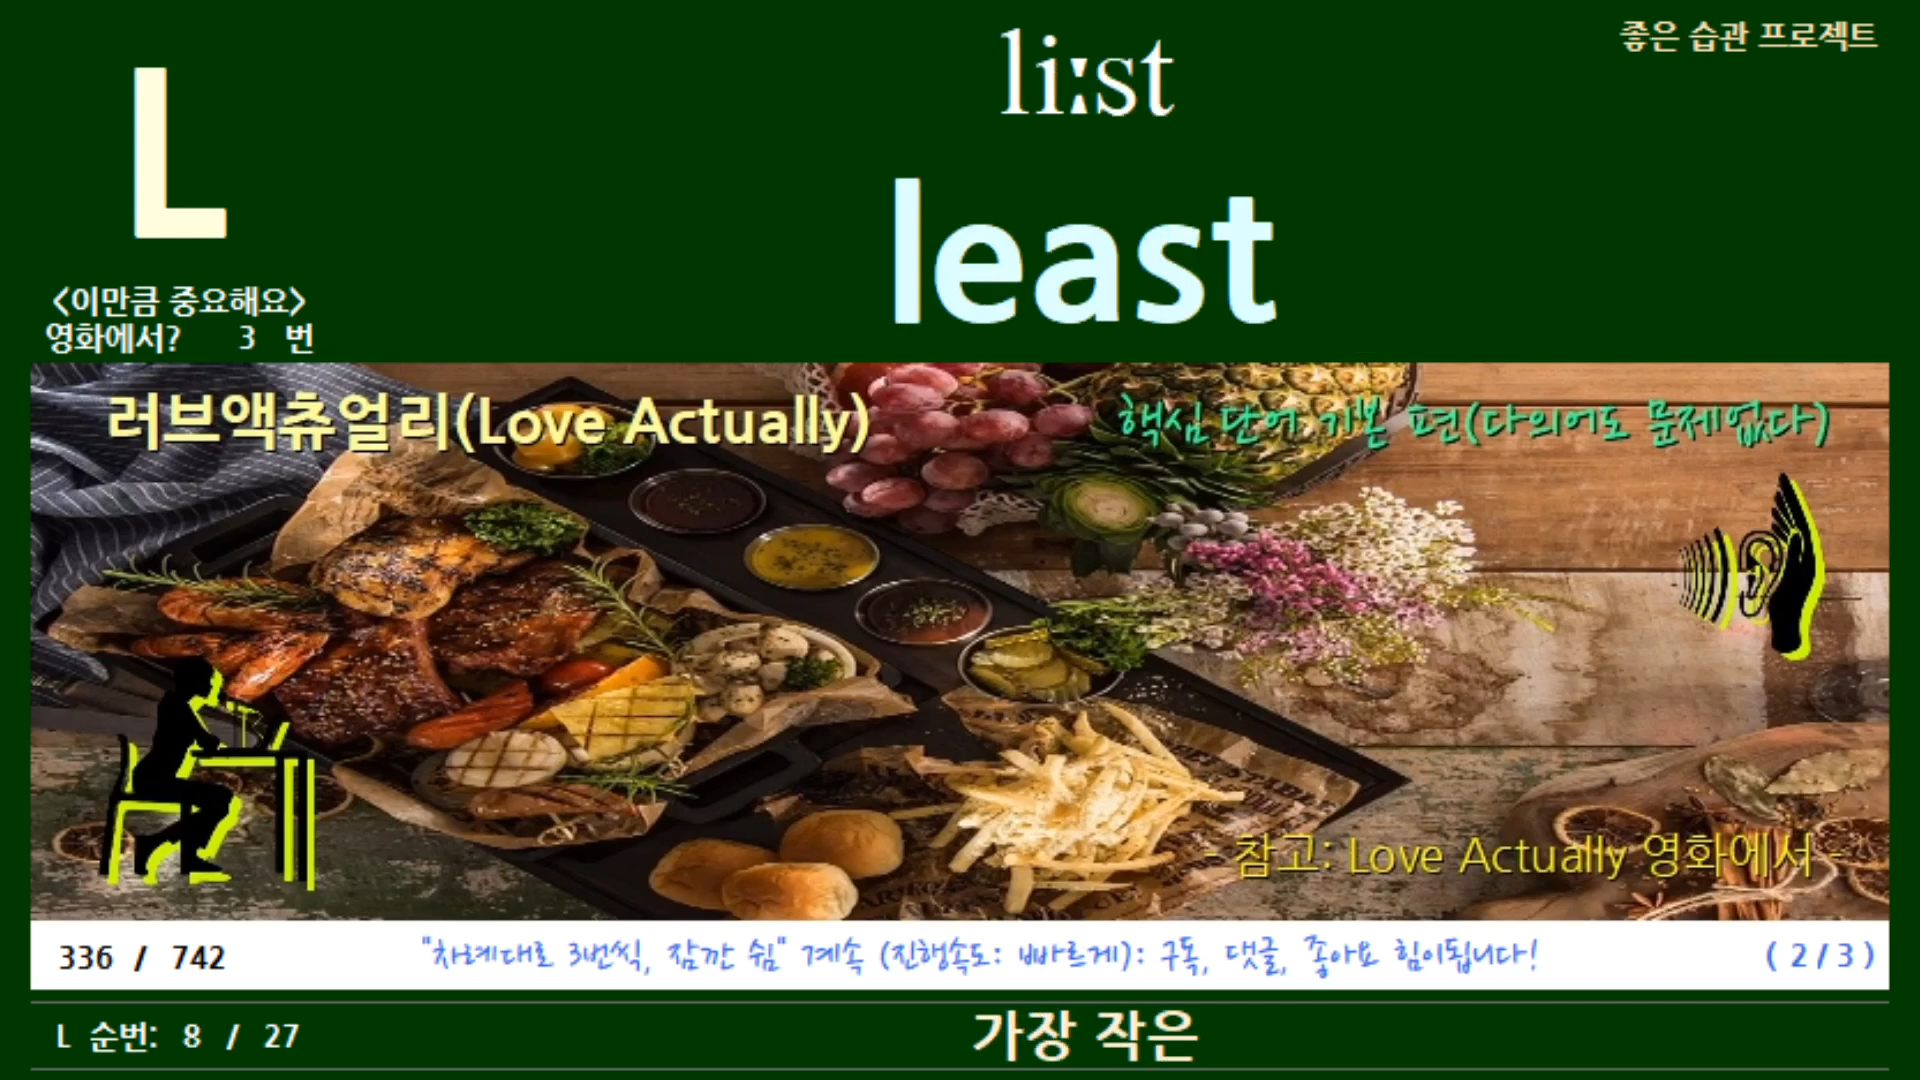 좋은 습관 프로젝트
L
li:st
least
<이만큼 중요해요>
영화에서? 3 번
러브액츄얼리(Love Actually)
핵심 단어 기본 편(다의어도 문제없다)
- 참고: Love Actually 영화에서 -
336 / 742
"차례대로 3번씩, 잠깐 쉼" 계속 (진행속도: 빠르게): 구독, 댓글, 좋아요 힘이됩니다!
( 2 / 3 )
L 순번: 8 / 27
가장 작은